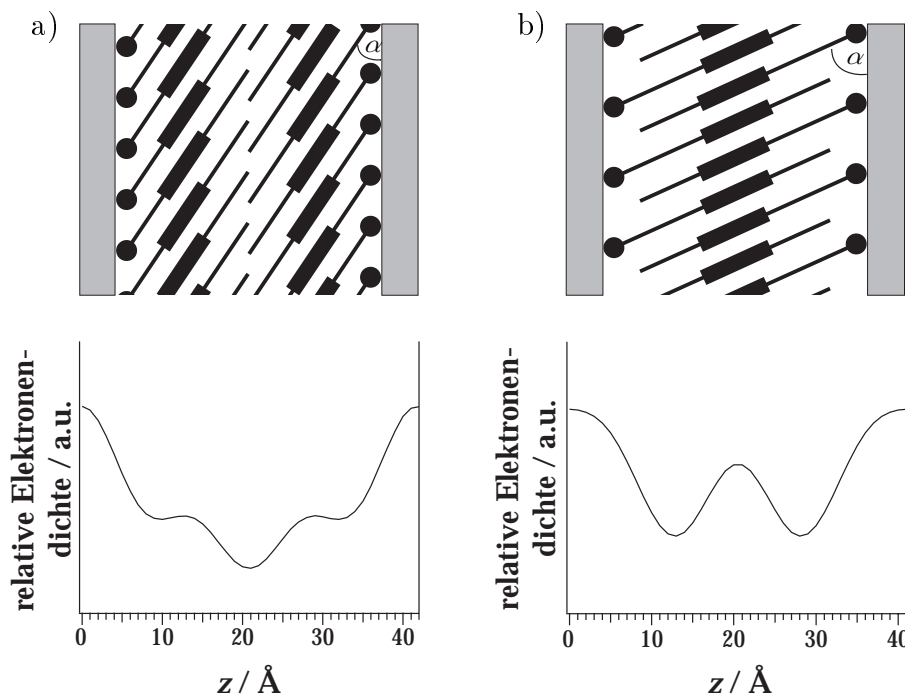 a)
α
b)
α
relative Elektronen-
dichte / a.u.
0 10 20 30 40
z / Å
relative Elektronen-
dichte / a.u.
0 10 20 30 40
z / Å